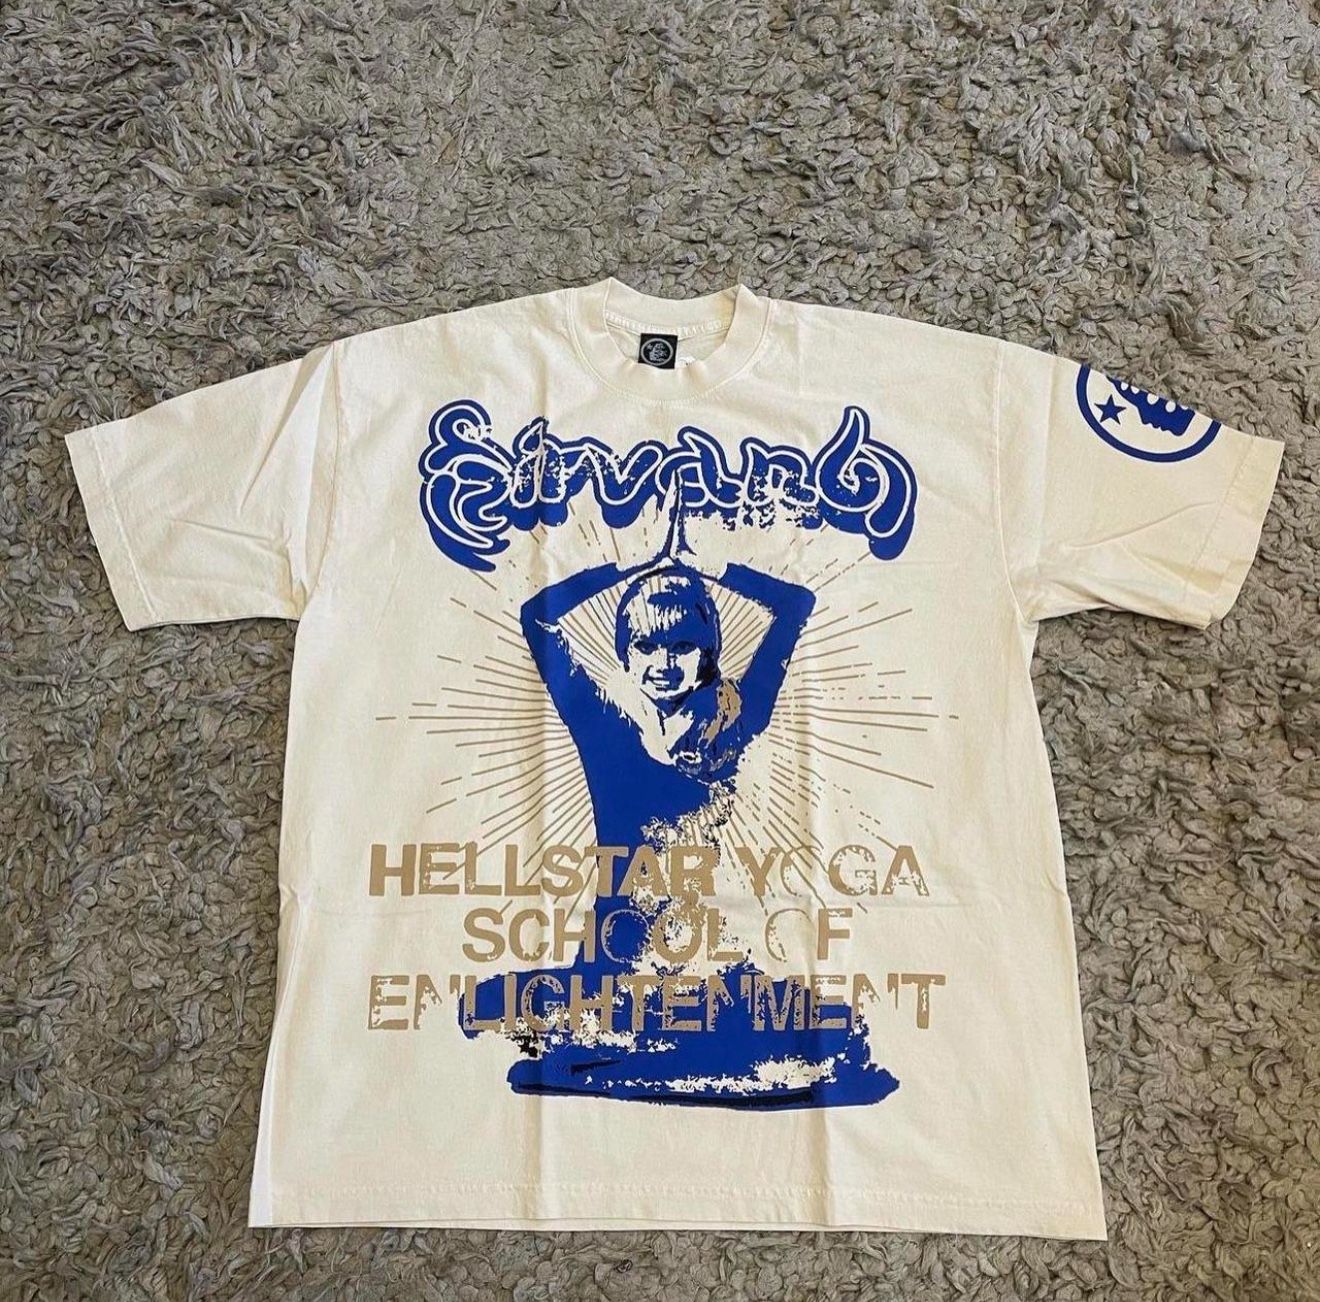 HELLSTAR YOGA
SCHOOL OF
ENLIGHTENMENT